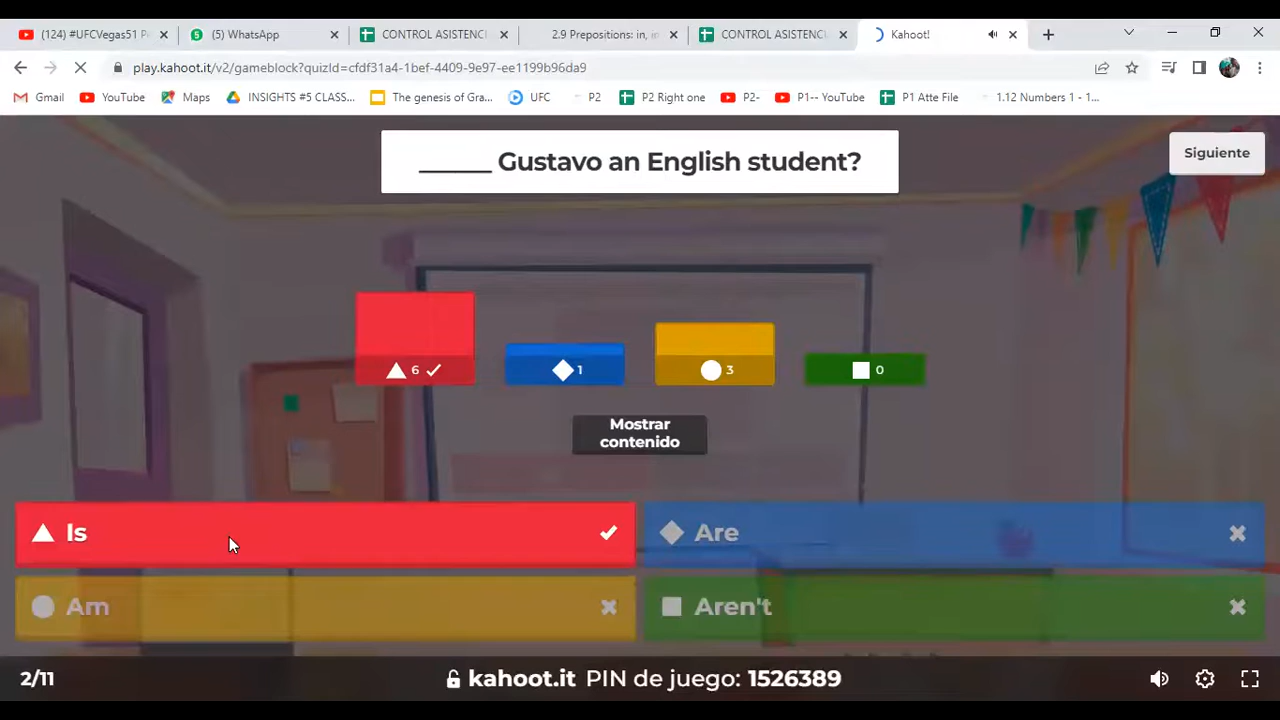 (124) #UFCVegas51 P
(5) WhatsApp
CONTROL ASISTENCI
2.9 Prepositions: in, in
CONTROL ASISTENCI
Kahoot!
play.kahoot.it/v2/gameblock?quizId=cfdf31a4-1bef-4409-9e97-ee1199b96da9
Gmail
YouTube
Maps
INSIGHTS #5 CLASS...
The genesis of Gra...
UFC
P2
P2 Right one
P2-
P1-- YouTube
P1 Atte File
1.12 Numbers 1 - 1...
______ Gustavo an English student?
Siguiente
6
1
3
0
Mostrar
contenido
Is
Are
Am
Aren't
2/11
kahoot.it PIN de juego: 1526389